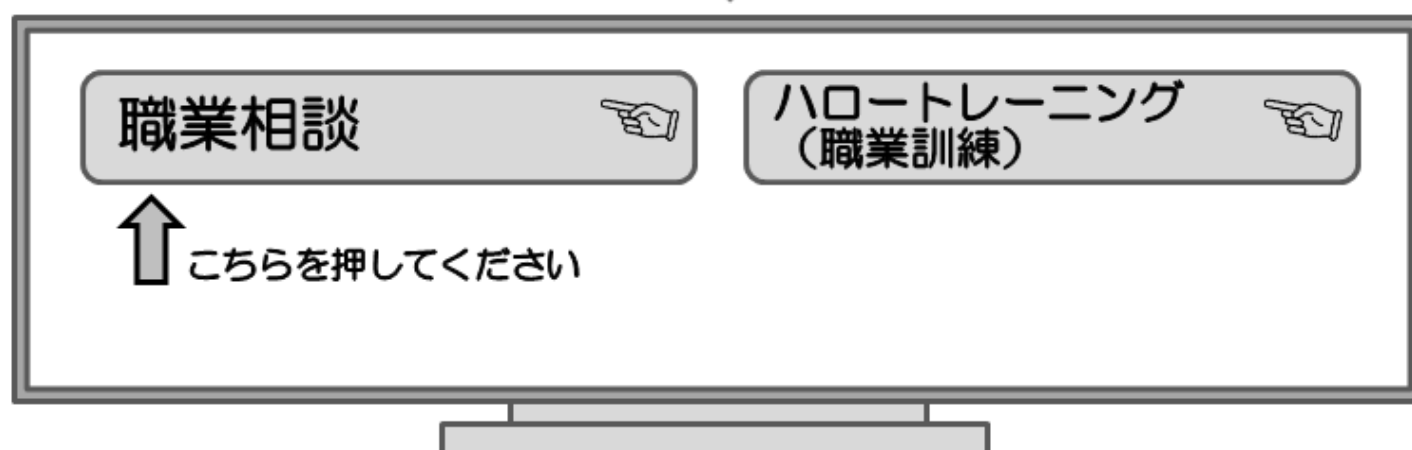 職業相談
ハロートレーニング
（職業訓練）
こちらを押してください